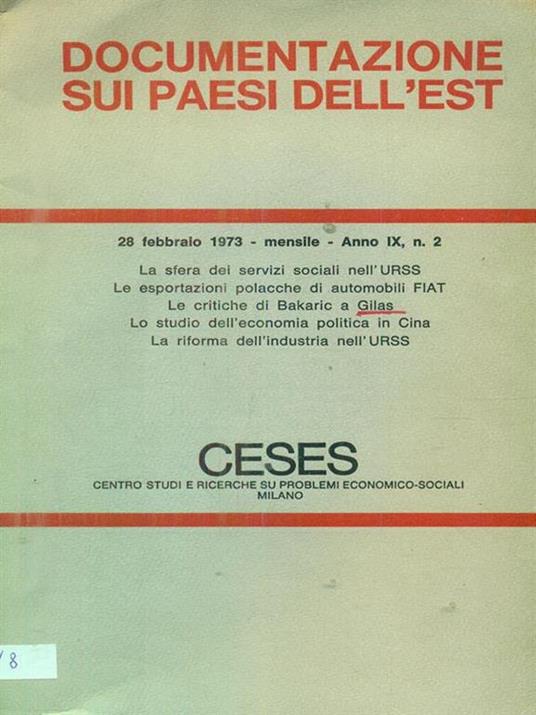 DOCUMENTAZIONE
SUI PAESI DELL'EST
28 febbraio 1973 - mensile - Anno IX, n. 2
La sfera dei servizi sociali nell'URSS
Le esportazioni polacche di automobili FIAT
Le critiche di Bakaric a Gilas
Lo studio dell'economia politica in Cina
La riforma dell'industria nell'URSS
CESES
CENTRO STUDI E RICERCHE SU PROBLEMI ECONOMICO-SOCIALI
MILANO
/ 8